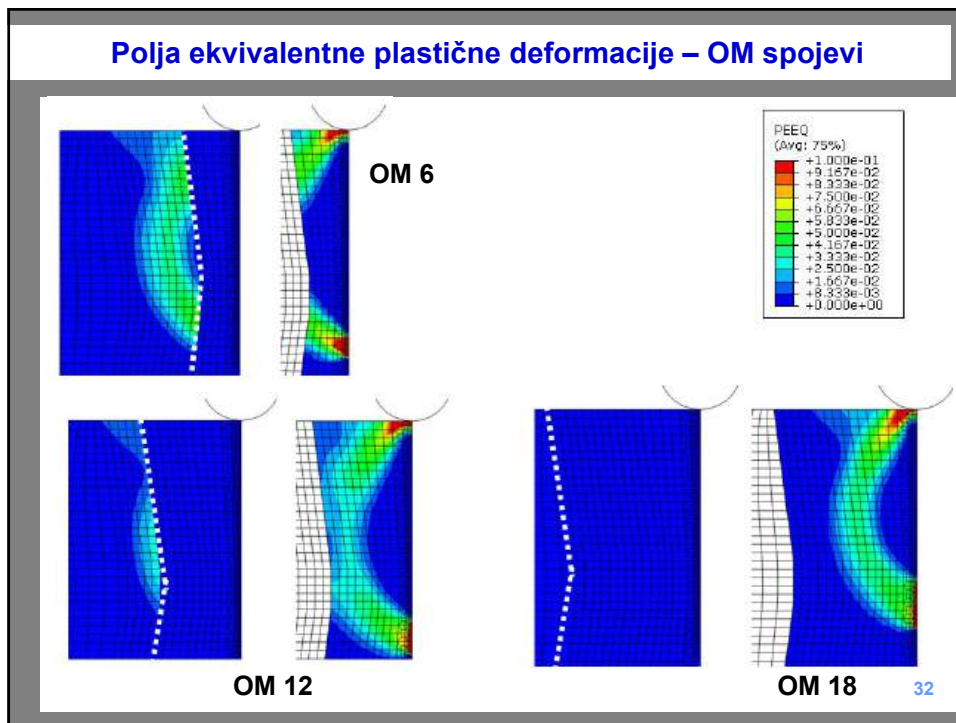 Polja ekvivalentne plastične deformacije – OM spojevi
OM 6
PEEQ
(Avg: 75%)
+1.000e-01
+9.167e-02
+8.333e-02
+7.500e-02
+6.667e-02
+5.833e-02
+5.000e-02
+4.167e-02
+3.333e-02
+2.500e-02
+1.667e-02
+8.333e-03
+0.000e+00
OM 12
OM 18
32